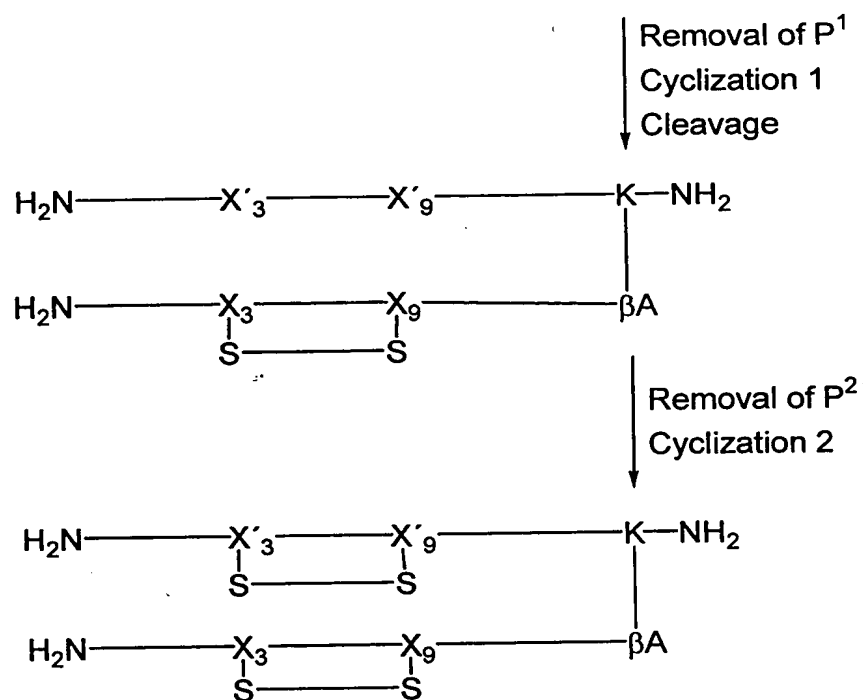 Removal of P¹
Cyclization 1
Cleavage
H₂N X′₃ X′₉ K NH₂
H₂N X₃ X₉ βA
S S
Removal of P²
Cyclization 2
H₂N X′₃ X′₉ K NH₂
S S
H₂N X₃ X₉ βA
S S